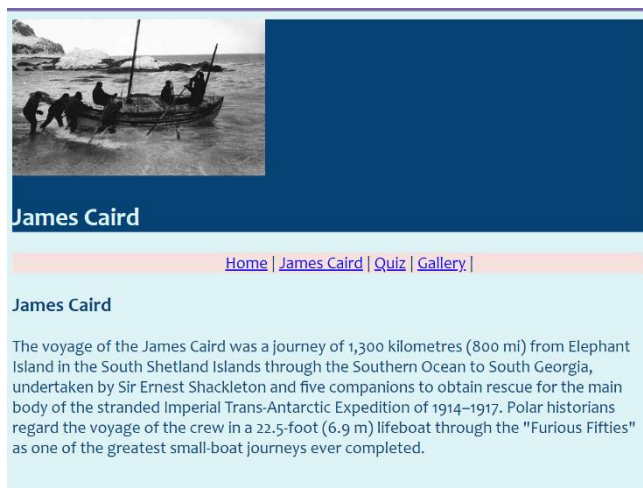 James Caird
Home | James Caird | Quiz | Gallery |
James Caird
The voyage of the James Caird was a journey of 1,300 kilometres (800 mi) from Elephant
Island in the South Shetland Islands through the Southern Ocean to South Georgia,
undertaken by Sir Ernest Shackleton and five companions to obtain rescue for the main
body of the stranded Imperial Trans-Antarctic Expedition of 1914–1917. Polar historians
regard the voyage of the crew in a 22.5-foot (6.9 m) lifeboat through the "Furious Fifties"
as one of the greatest small-boat journeys ever completed.